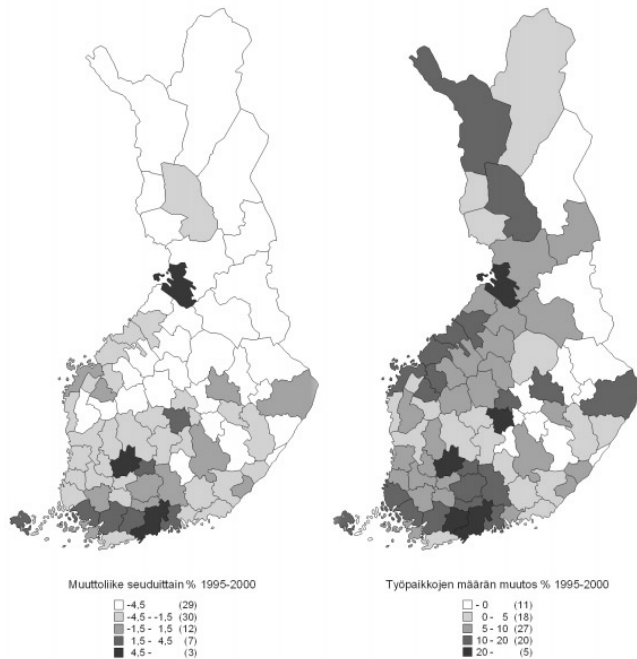 Muuttoliike seuduittain % 1995-2000
-4,5 (29)
-4,5 - -1,5 (30)
-1,5 - 1,5 (12)
1,5 - 4,5 (7)
4,5 - (3)
Työpaikkojen määrän muutos % 1995-2000
- 0 (11)
0 - 5 (18)
5 - 10 (27)
10 - 20 (20)
20 - (5)